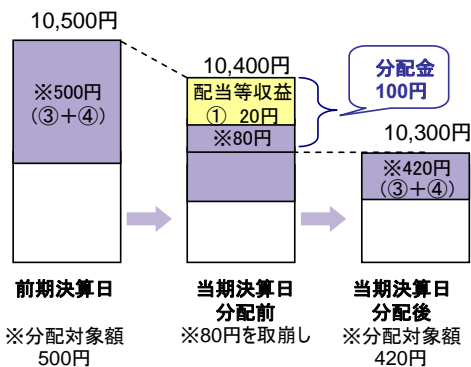 10,500円
※500円
(③+④)
10,400円
配当等収益
① 20円
※80円
分配金
100円
10,300円
※420円
(③+④)
前期決算日
※分配対象額
500円
当期決算日
分配前
※80円を取崩し
当期決算日
分配後
※分配対象額
420円